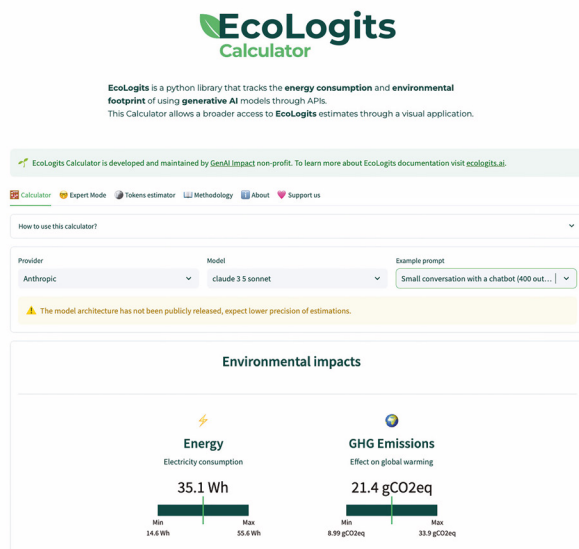 EcoLogits
Calculator
EcoLogits is a python library that tracks the energy consumption and environmental
footprint of using generative AI models through APIs.
This Calculator allows a broader access to EcoLogits estimates through a visual application.
EcoLogits Calculator is developed and maintained by GenAI Impact non-profit. To learn more about EcoLogits documentation visit ecologits.ai.
Calculator Expert Mode Tokens estimator Methodology About Support us
How to use this calculator?
Provider Model Example prompt
Anthropic claude 3 5 sonnet Small conversation with a chatbot (400 out...
The model architecture has not been publicly released, expect lower precision of estimations.
Environmental impacts
Energy GHG Emissions
Electricity consumption Effect on global warming
35.1 Wh 21.4 gCO2eq
Min Max Min Max
14.6 Wh 55.6 Wh 8.99 gCO2eq 33.9 gCO2eq